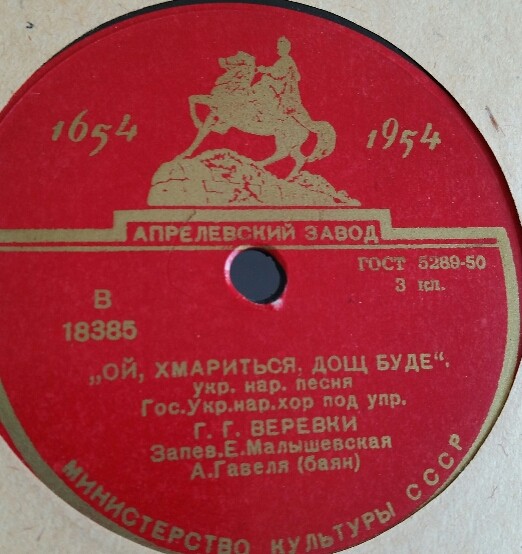 1654 1954
АПРЕЛЕВСКИЙ ЗАВОД
ГОСТ 5289-50
3 кл.
В
18385
„ОЙ, ХМАРИТЬСЯ, ДОЩ БУДЕ“.
укр. нар. песня
Гос.Укр.нар.хор под упр.
Г. Г. ВЕРЕВКИ
Запев.Е.Малышевская
А.Гавеля (баян)
МИНИСТЕРСТВО КУЛЬТУРЫ СССР